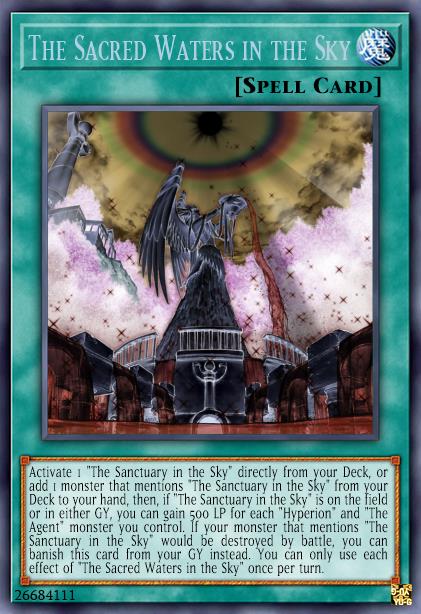 The Sacred Waters in the Sky
魔
[Spell Card]
Activate 1 "The Sanctuary in the Sky" directly from your Deck, or
add 1 monster that mentions "The Sanctuary in the Sky" from your
Deck to your hand, then, if "The Sanctuary in the Sky" is on the field
or in either GY, you can gain 500 LP for each "Hyperion" and "The
Agent" monster you control. If your monster that mentions "The
Sanctuary in the Sky" would be destroyed by battle, you can
banish this card from your GY instead. You can only use each
effect of "The Sacred Waters in the Sky" once per turn.
26684111